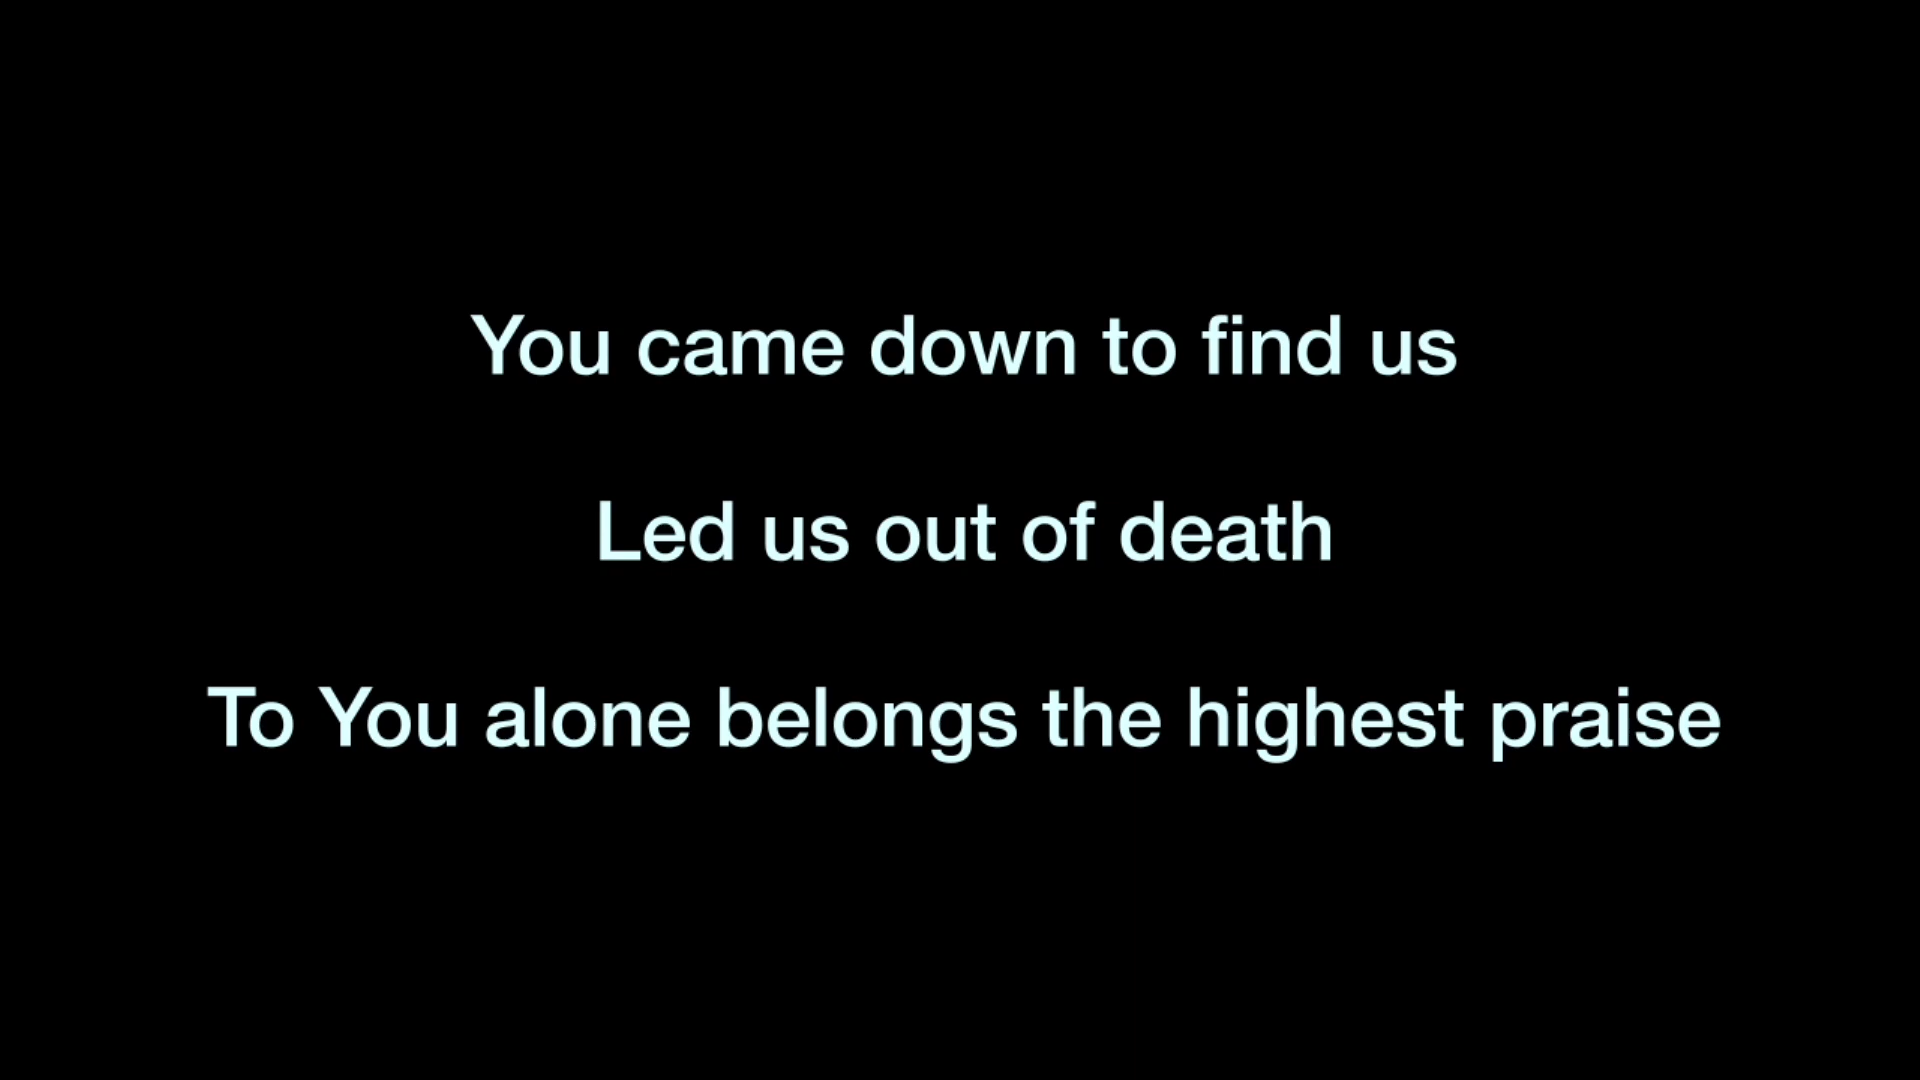 You came down to find us
Led us out of death
To You alone belongs the highest praise